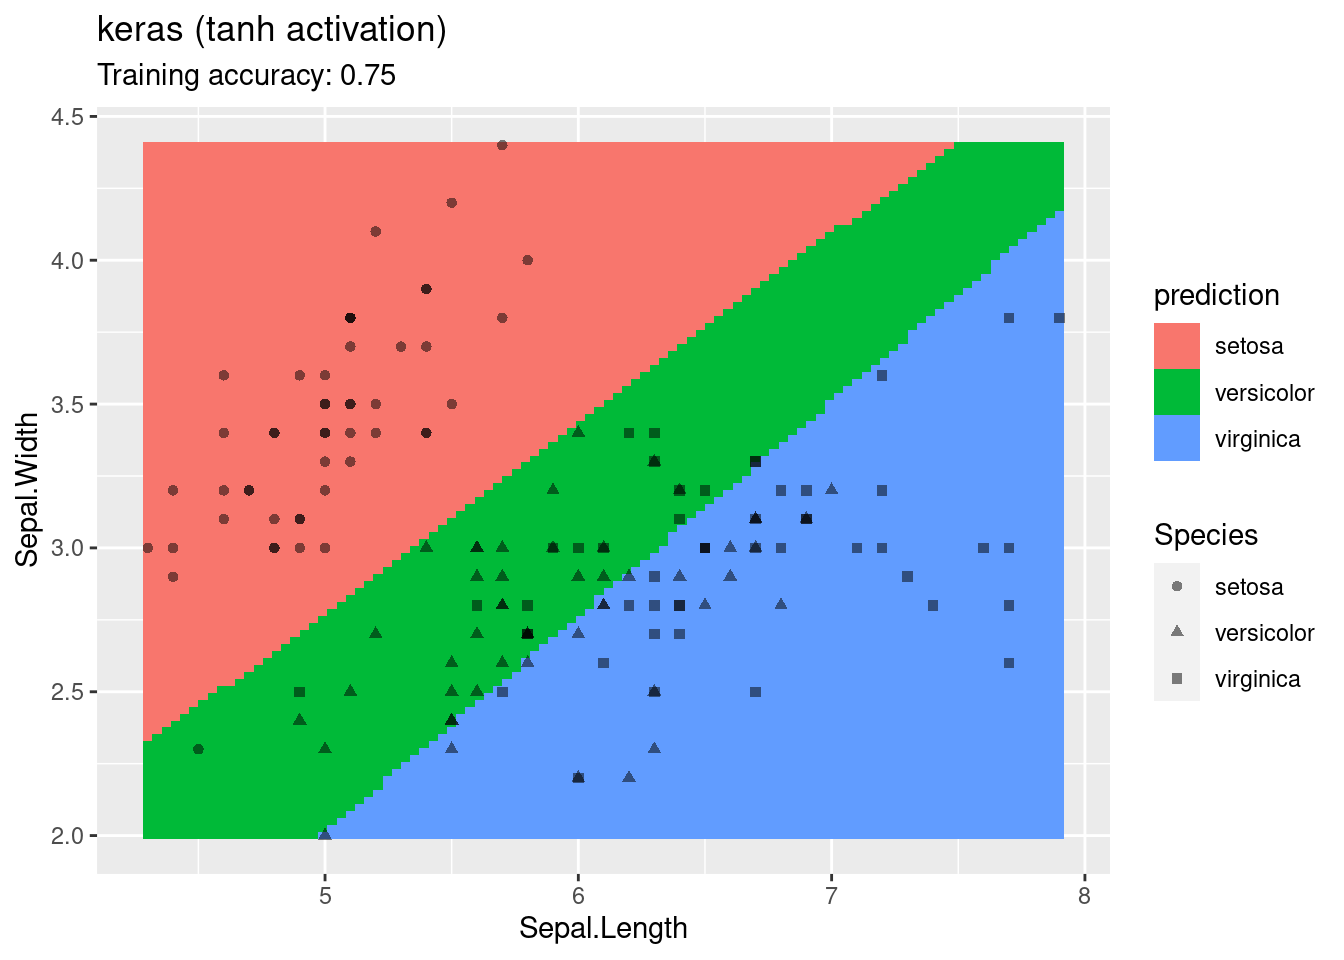 keras (tanh activation)
Training accuracy: 0.75
4.5
4.0
3.5
3.0
2.5
2.0
Sepal.Width
5
6
7
8
Sepal.Length
prediction
setosa
versicolor
virginica
Species
setosa
versicolor
virginica